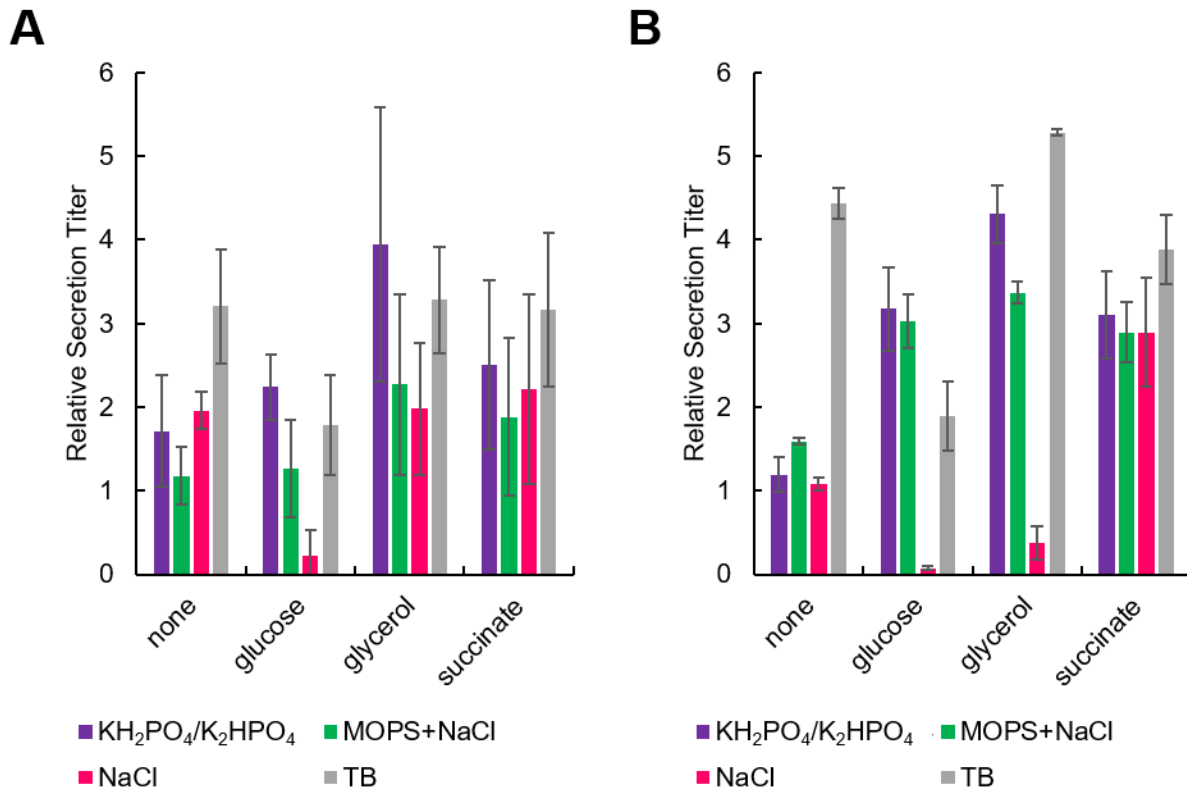 A
Relative Secretion Titer
6
5
4
3
2
1
0
none
glucose
glycerol
succinate
KH₂PO₄/K₂HPO₄
MOPS+NaCl
NaCl
TB
B
Relative Secretion Titer
6
5
4
3
2
1
0
none
glucose
glycerol
succinate
KH₂PO₄/K₂HPO₄
MOPS+NaCl
NaCl
TB